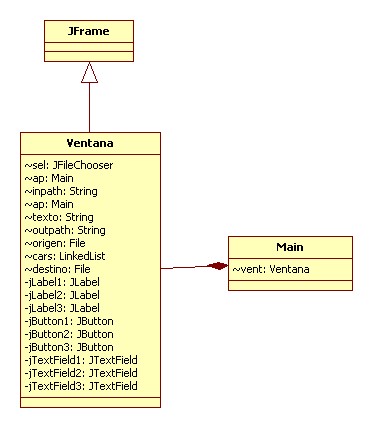 JFrame
Ventana
~sel: JFileChooser
~ap: Main
~inpath: String
~ap: Main
~texto: String
~outpath: String
~origen: File
~cars: LinkedList
~destino: File
-jLabel1: JLabel
-jLabel2: JLabel
-jLabel3: JLabel
-jButton1: JButton
-jButton2: JButton
-jButton3: JButton
-jTextField1: JTextField
-jTextField2: JTextField
-jTextField3: JTextField
Main
~vent: Ventana